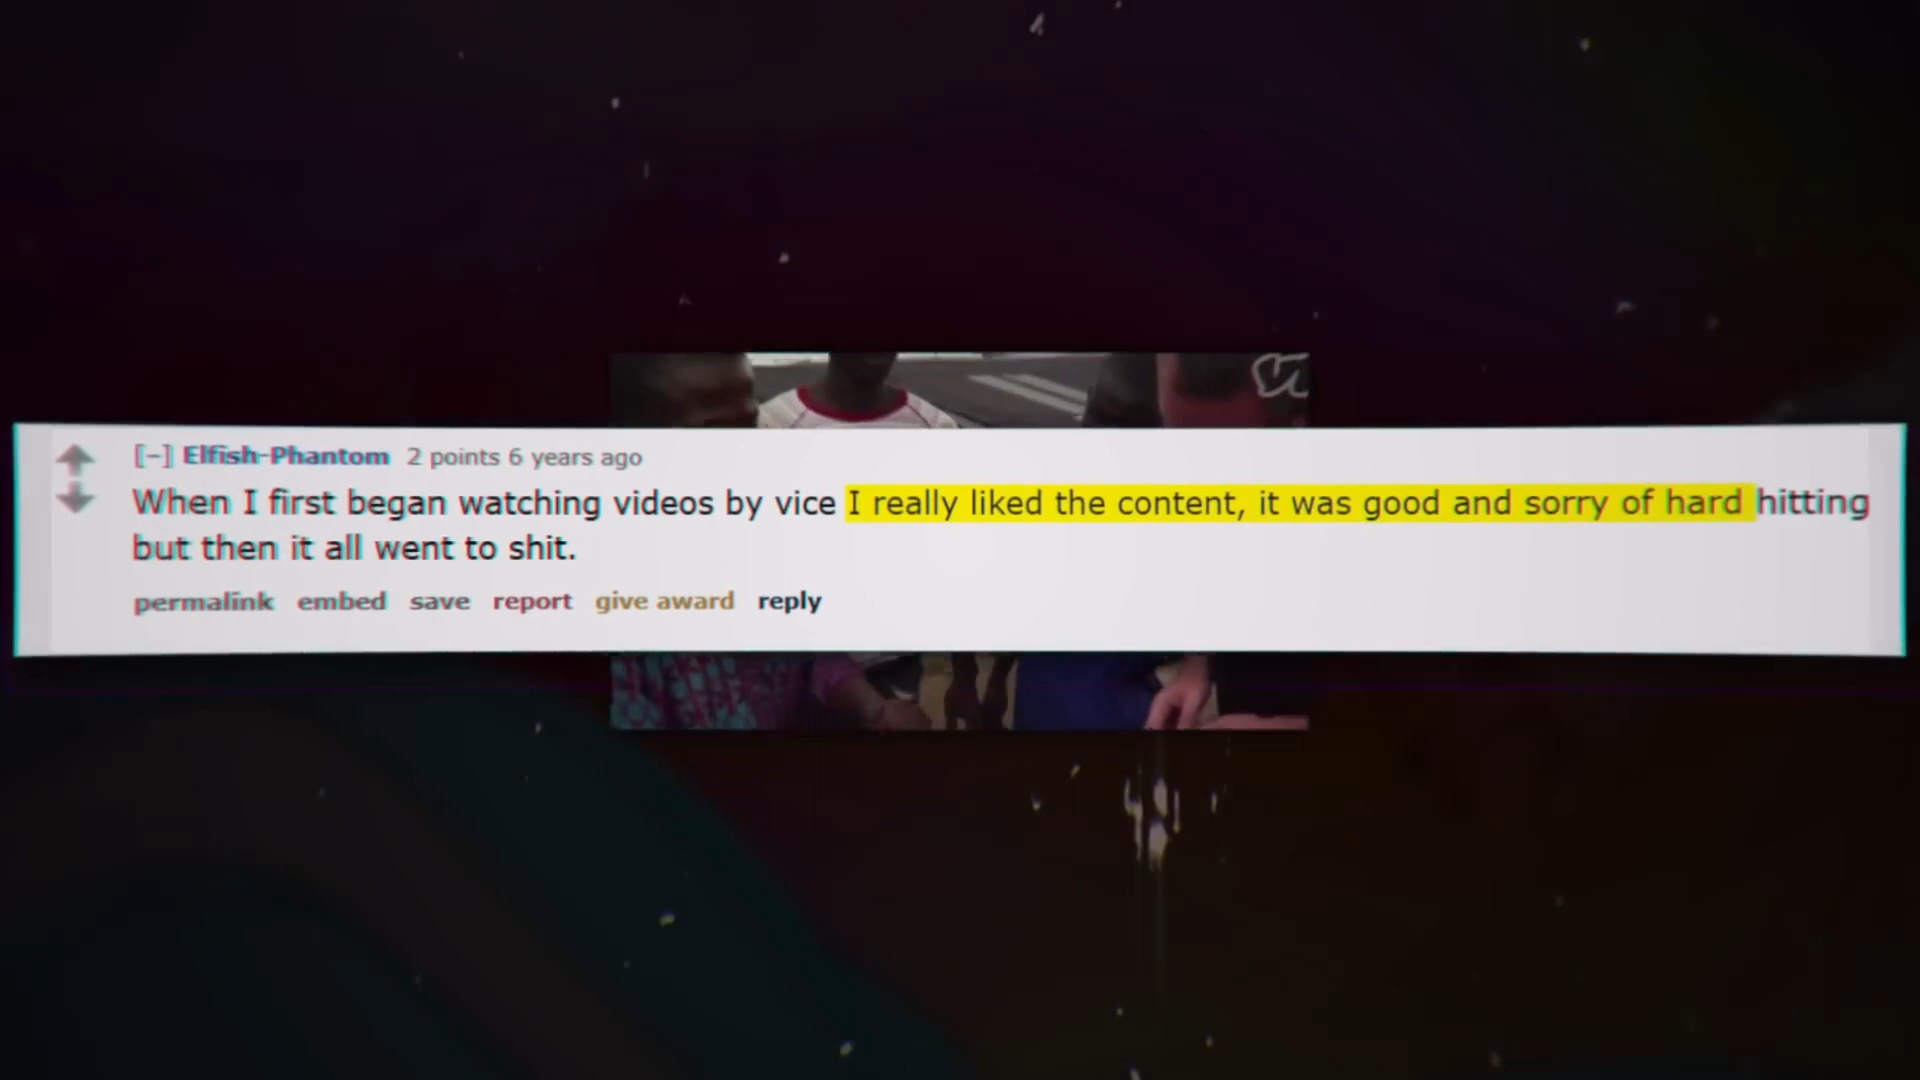 [–] Elfish-Phantom 2 points 6 years ago
When I first began watching videos by vice I really liked the content, it was good and sorry of hard hitting
but then it all went to shit.
permalink embed save report give award reply